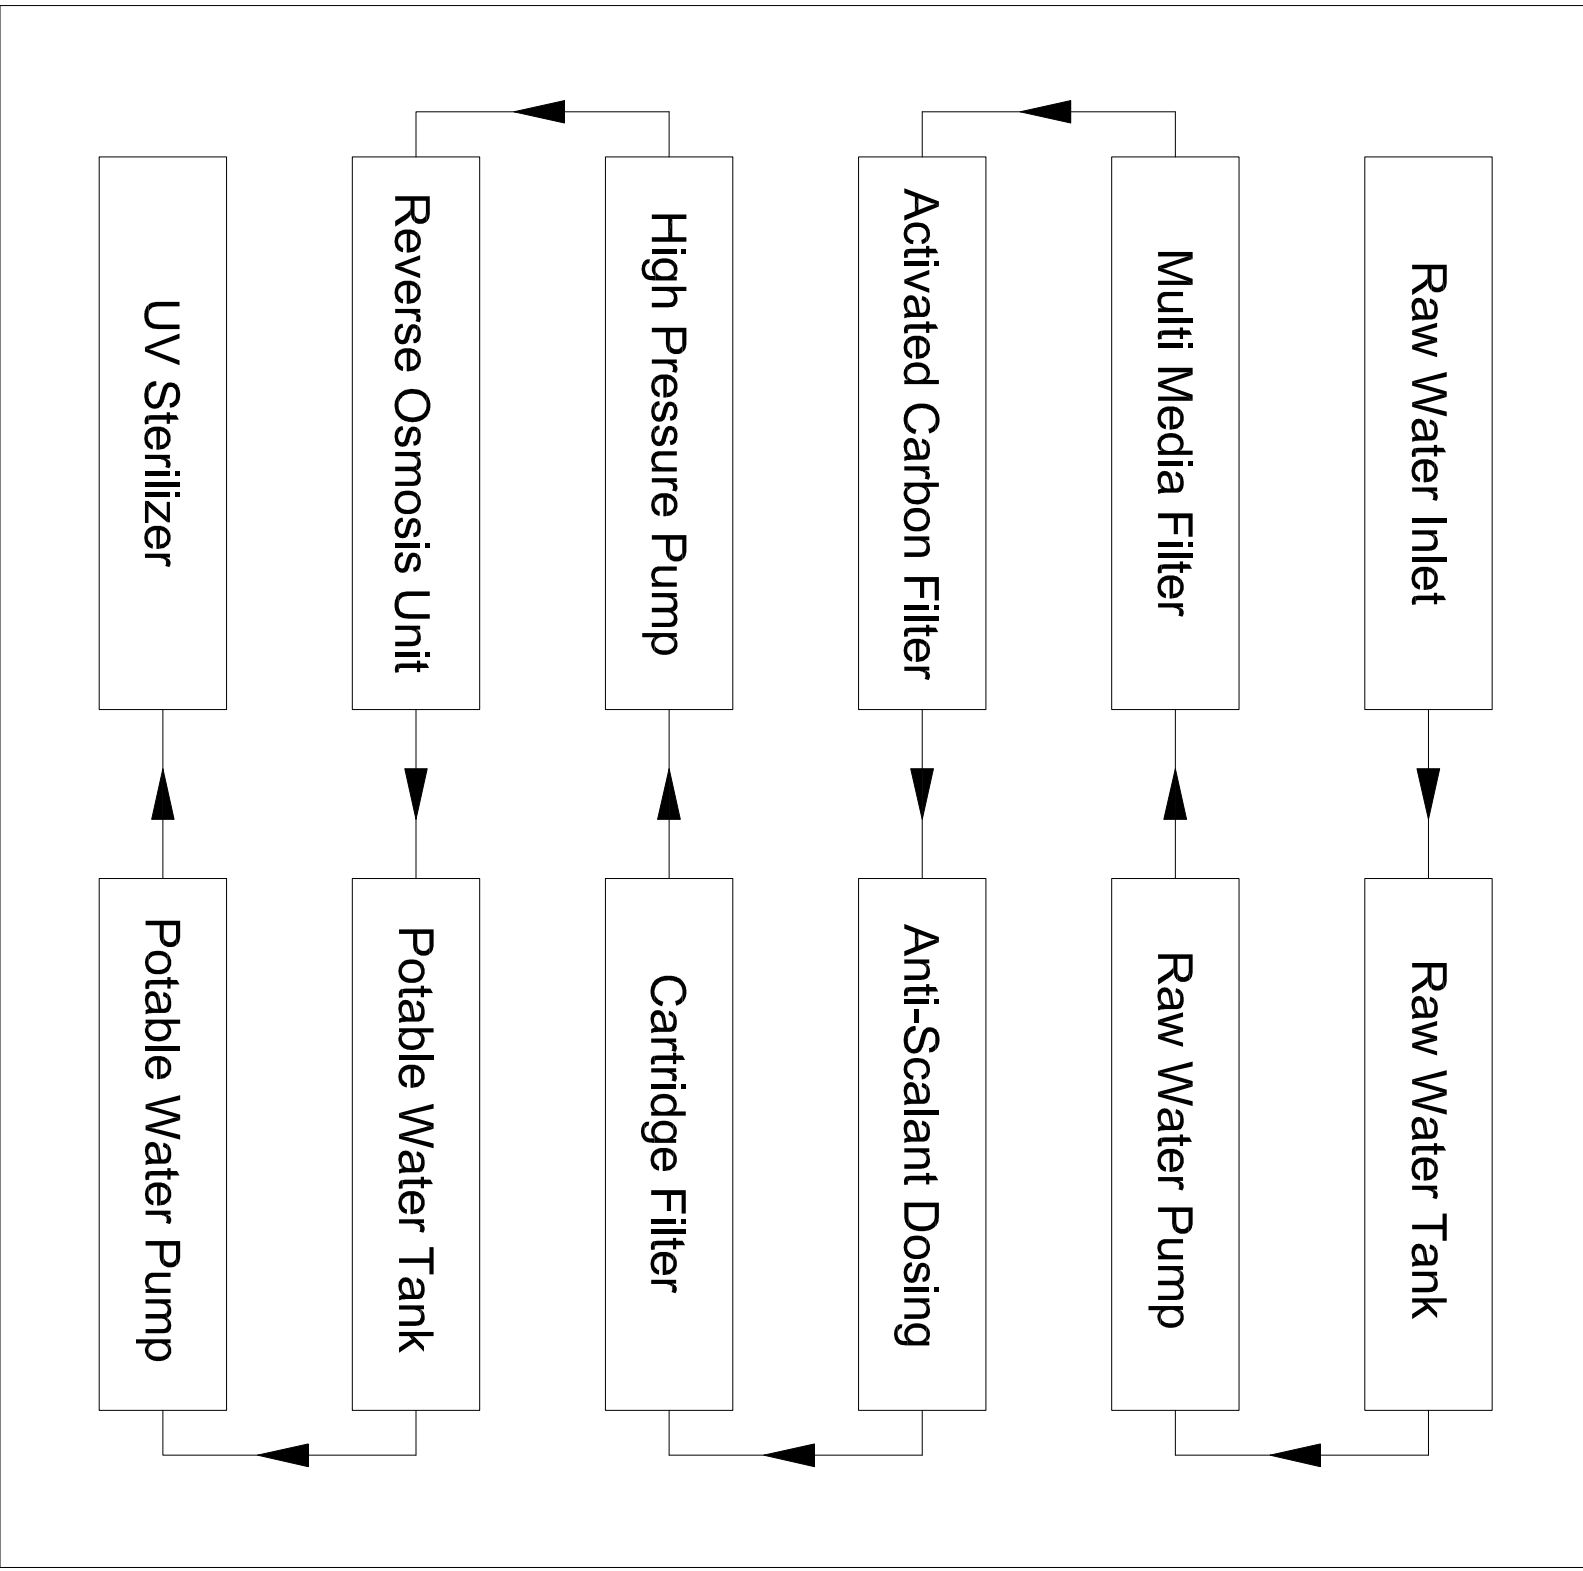 Raw Water Inlet
Raw Water Tank
Raw Water Pump
Multi Media Filter
Activated Carbon Filter
Anti-Scalant Dosing
Cartridge Filter
High Pressure Pump
Reverse Osmosis Unit
Potable Water Tank
Potable Water Pump
UV Sterilizer